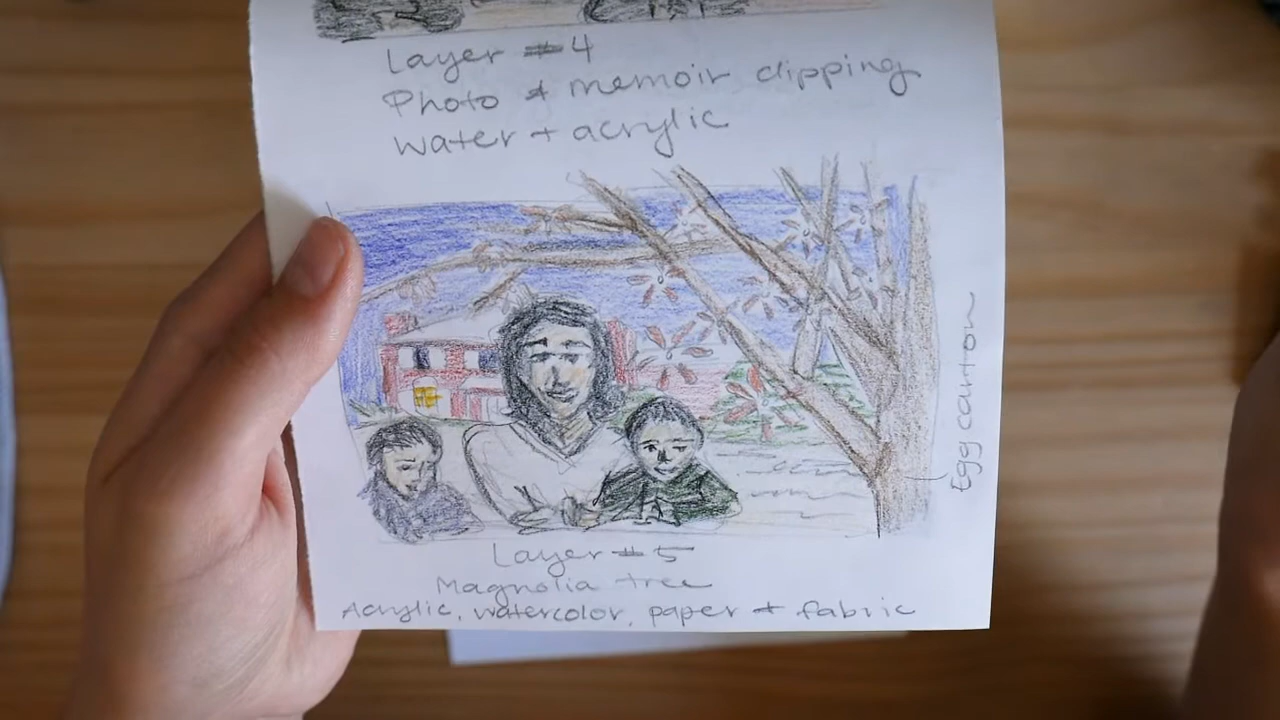 Layer #4
Photo & memoir clipping
Water + acrylic
Egg carton
Layer #5
Magnolia tree
Acrylic, watercolor, paper & fabric